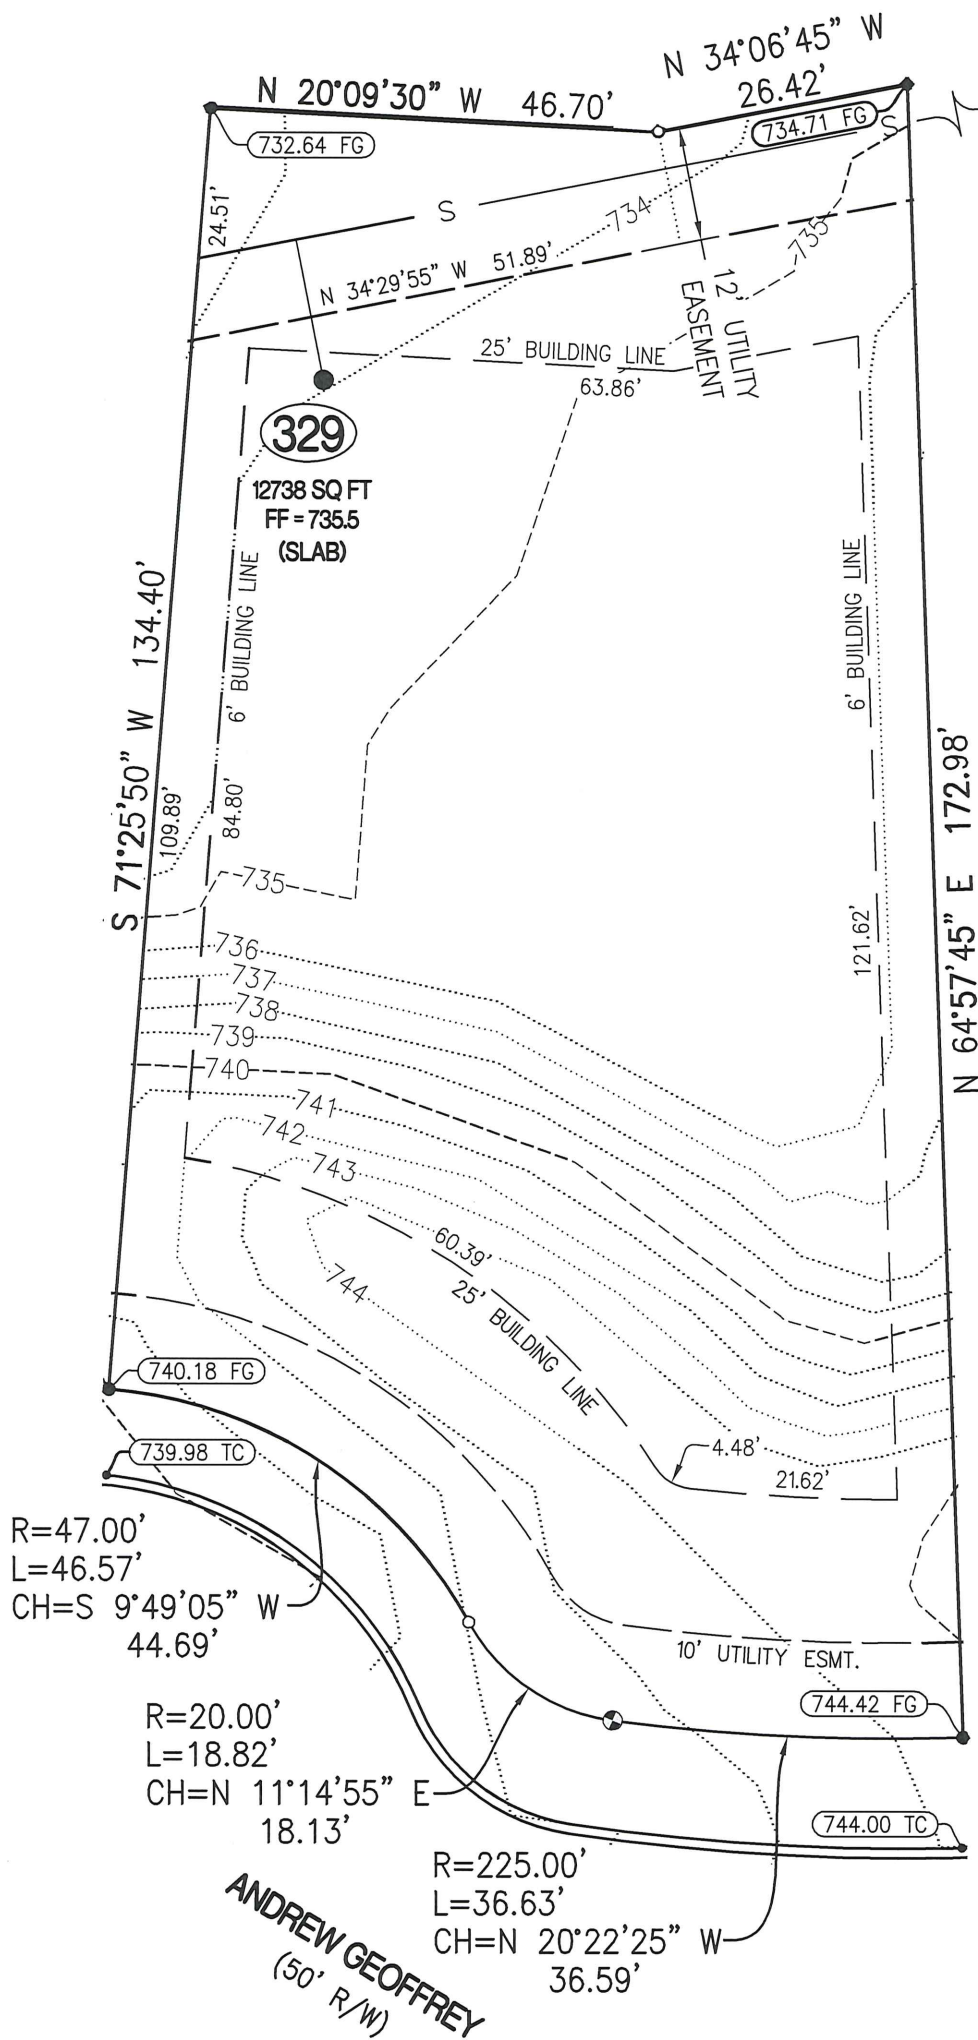 N 34°06'45" W
26.42'
N 20°09'30" W 46.70'
734.71 FG
732.64 FG
S
24.51'
S
734
735
N 34°29'55" W 51.89'
12' UTILITY
EASEMENT
25' BUILDING LINE
63.86'
329
12738 SQ FT
FF = 735.5
(SLAB)
6' BUILDING LINE
6' BUILDING LINE
S 71°25'50" W 134.40'
109.89'
84.80'
N 64°57'45" E 172.98'
121.62'
735
736
737
738
739
740
741
742
743
744
60.39'
25' BUILDING LINE
740.18 FG
739.98 TC
4.48'
21.62'
R=47.00'
L=46.57'
CH=S 9°49'05" W
44.69'
10' UTILITY ESMT.
744.42 FG
R=20.00'
L=18.82'
CH=N 11°14'55" E
18.13'
744.00 TC
R=225.00'
L=36.63'
CH=N 20°22'25" W
36.59'
ANDREW GEOFFREY
(50' R/W)